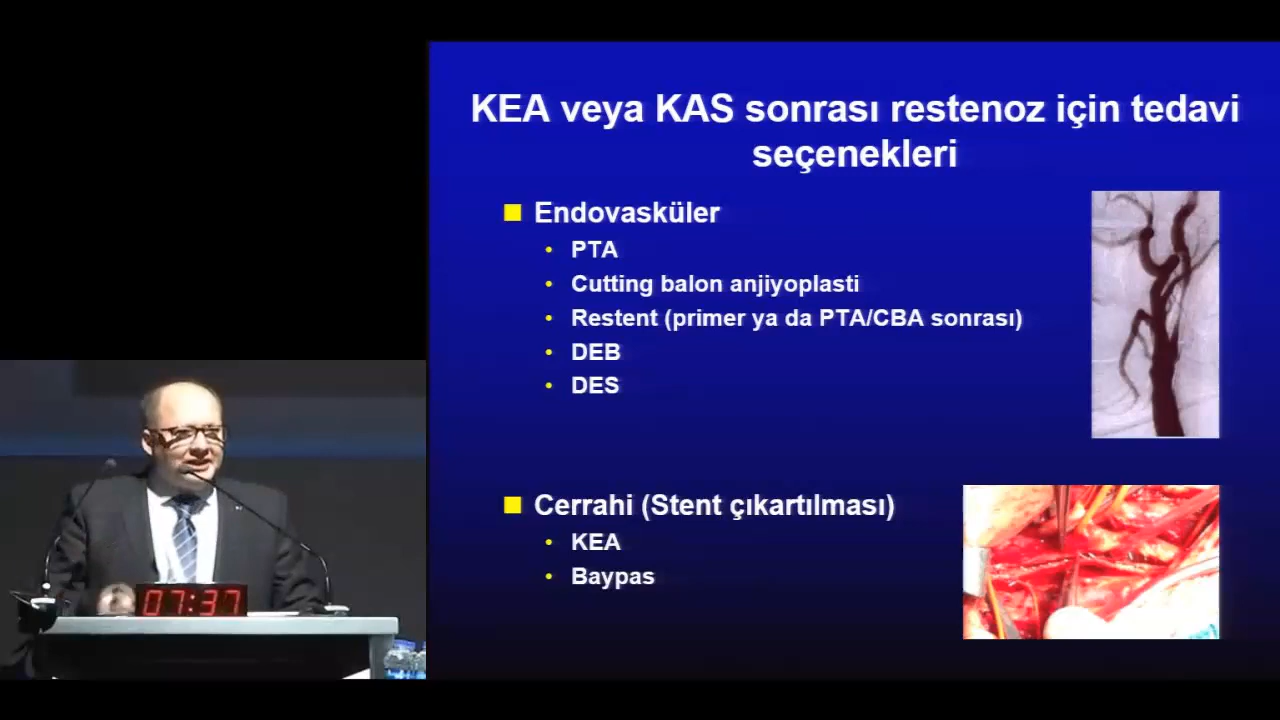 KEA veya KAS sonrası restenoz için tedavi
seçenekleri
Endovasküler
PTA
Cutting balon anjiyoplasti
Restent (primer ya da PTA/CBA sonrası)
DEB
DES
Cerrahi (Stent çıkartılması)
KEA
Baypas
07:37